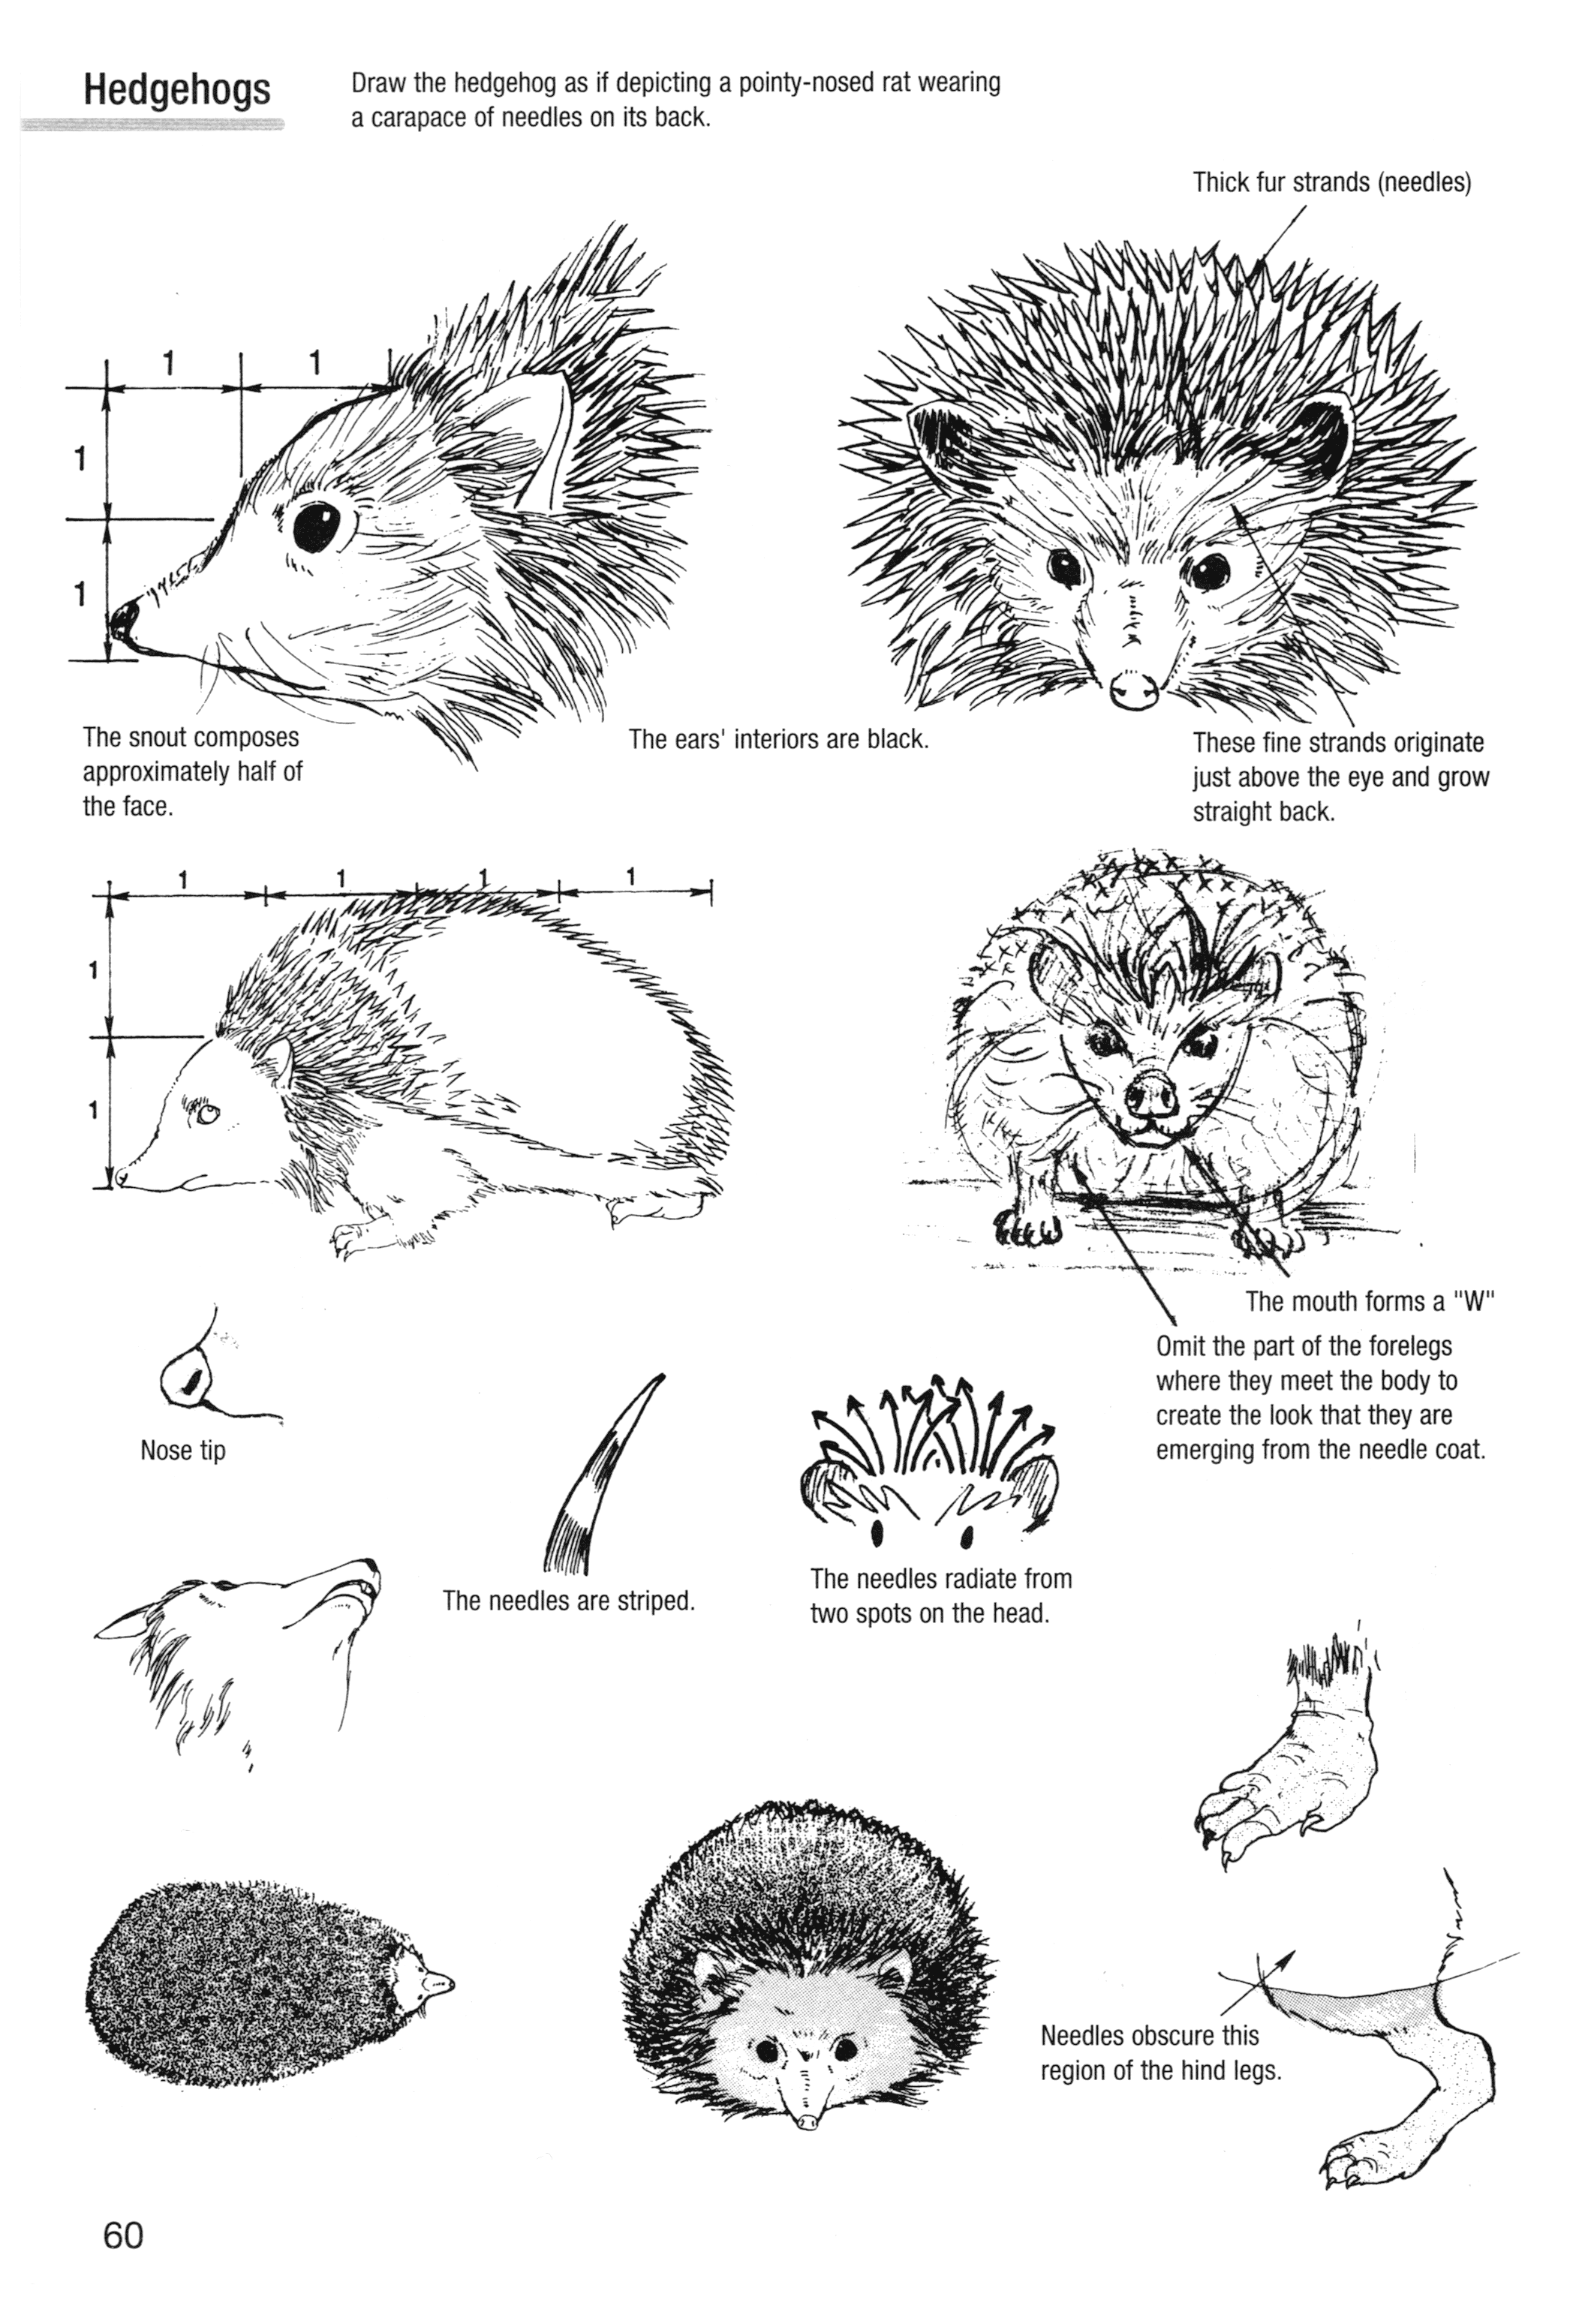 Hedgehogs
Draw the hedgehog as if depicting a pointy-nosed rat wearing
a carapace of needles on its back.
Thick fur strands (needles)
1
1
1
1
The snout composes
approximately half of
the face.
The ears' interiors are black.
These fine strands originate
just above the eye and grow
straight back.
1
1
1
1
1
1
The mouth forms a "W"
Omit the part of the forelegs
where they meet the body to
create the look that they are
emerging from the needle coat.
Nose tip
The needles are striped.
The needles radiate from
two spots on the head.
Needles obscure this
region of the hind legs.
60